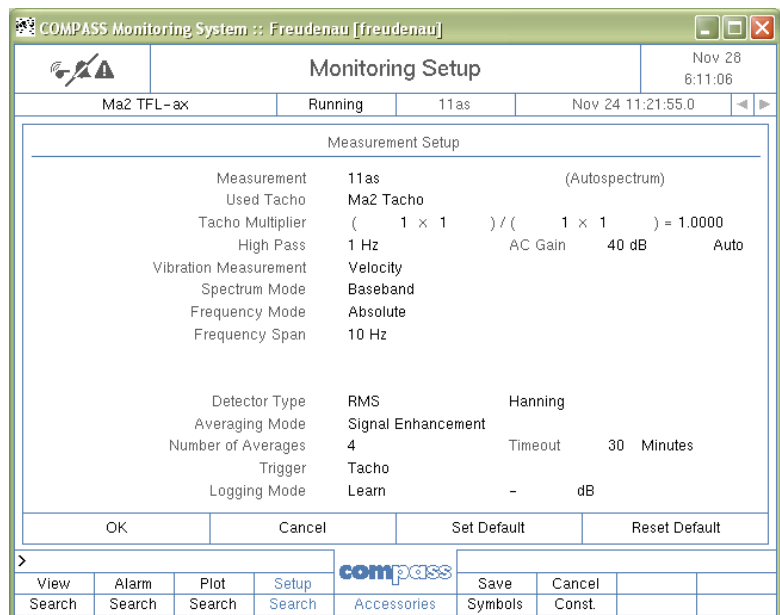 COMPASS Monitoring System :: Freudenau [freudenau]
Monitoring Setup
Nov 28
6:11:06
Ma2 TFL-ax Running 11as Nov 24 11:21:55.0
Measurement Setup
Measurement 11as (Autospectrum)
Used Tacho Ma2 Tacho
Tacho Multiplier ( 1 × 1 ) / ( 1 × 1 ) = 1.0000
High Pass 1 Hz AC Gain 40 dB Auto
Vibration Measurement Velocity
Spectrum Mode Baseband
Frequency Mode Absolute
Frequency Span 10 Hz
Detector Type RMS Hanning
Averaging Mode Signal Enhancement
Number of Averages 4 Timeout 30 Minutes
Trigger Tacho
Logging Mode Learn - dB
OK Cancel Set Default Reset Default
>
compass
View Alarm Plot Setup Save Cancel
Search Search Search Search Accessories Symbols Const.